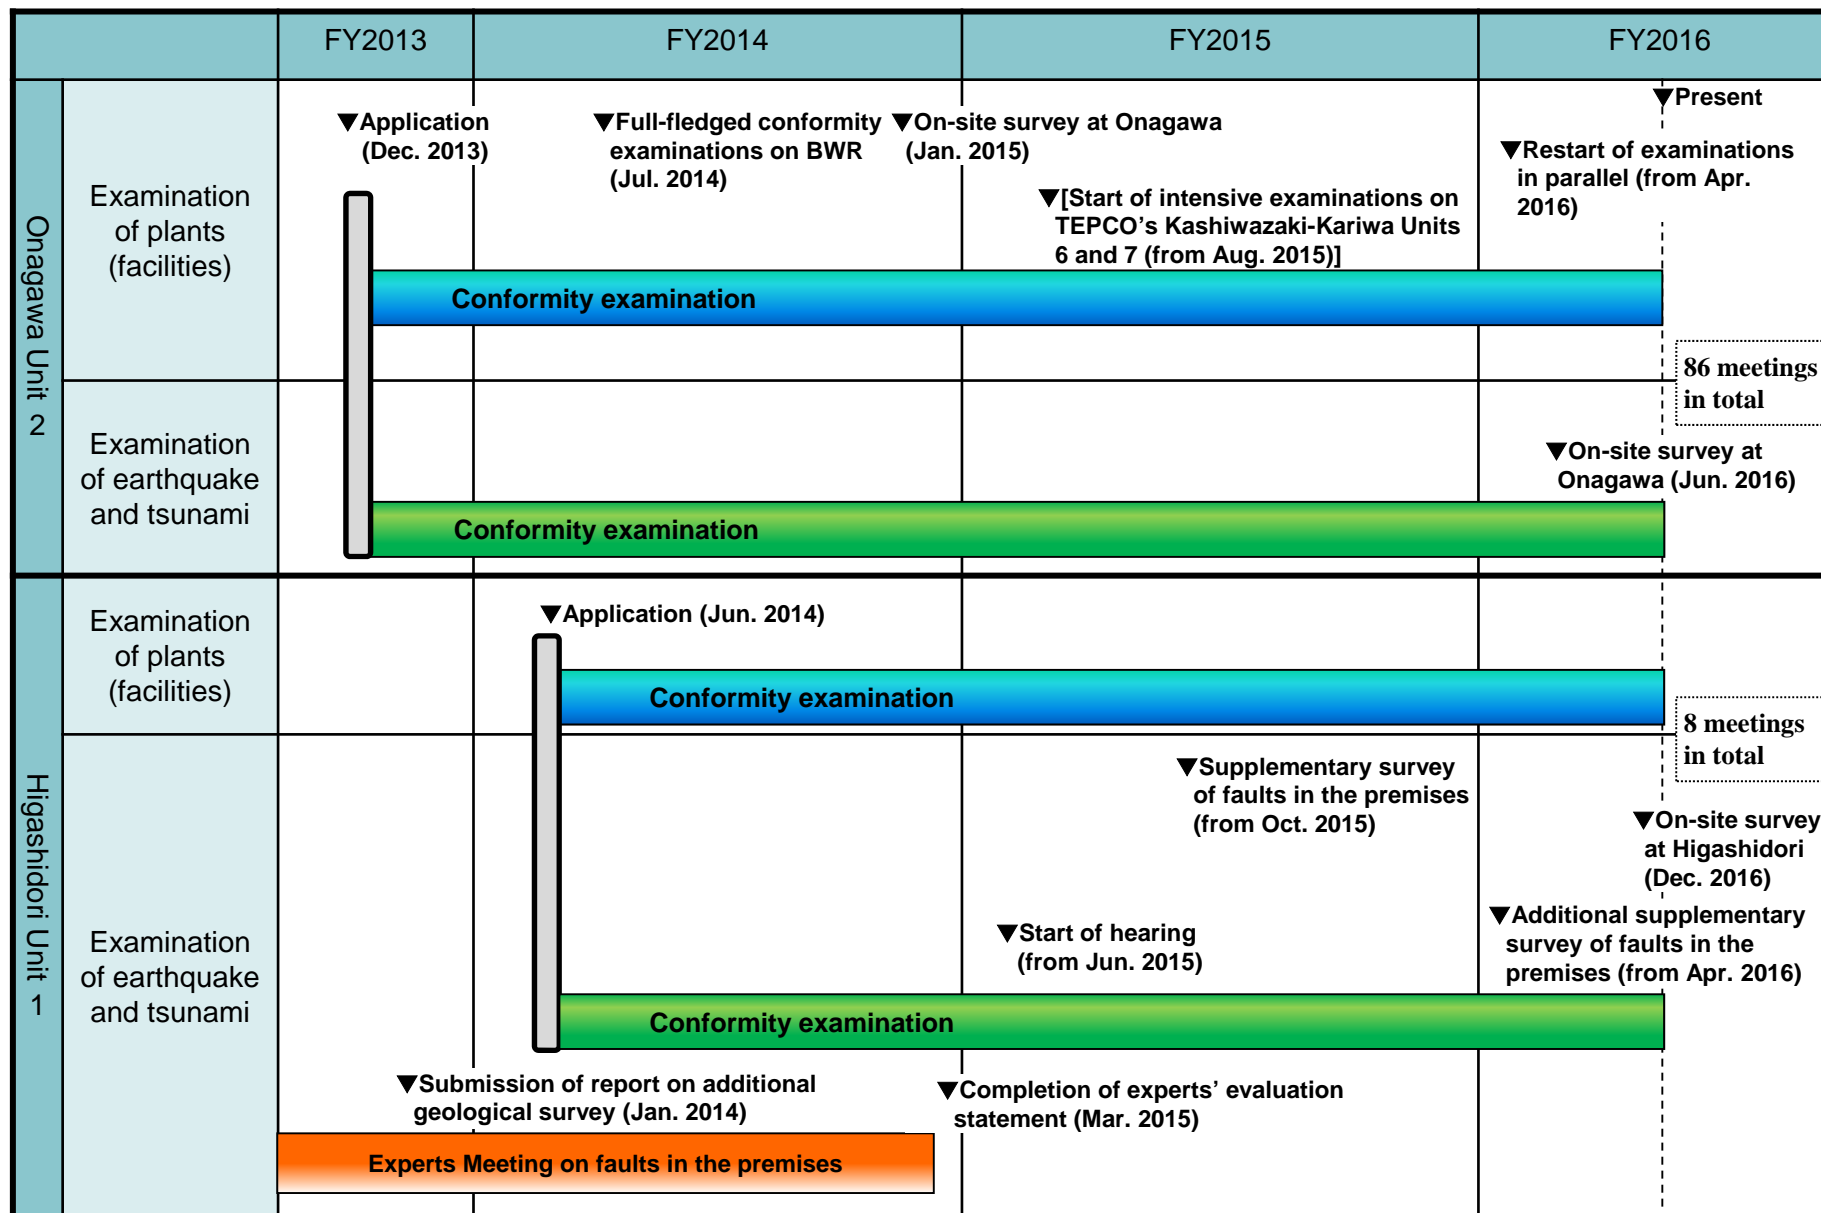 FY2013
FY2014
FY2015
FY2016
Onagawa Unit 2
Examination
of plants
(facilities)
▼Application
(Dec. 2013)
▼Full-fledged conformity
examinations on BWR
(Jul. 2014)
▼On-site survey at Onagawa
(Jan. 2015)
▼[Start of intensive examinations on
TEPCO's Kashiwazaki-Kariwa Units
6 and 7 (from Aug. 2015)]
▼Present
▼Restart of examinations
in parallel (from Apr.
2016)
Conformity examination
86 meetings
in total
Examination
of earthquake
and tsunami
▼On-site survey at
Onagawa (Jun. 2016)
Conformity examination
Higashidori Unit 1
Examination
of plants
(facilities)
▼Application (Jun. 2014)
Conformity examination
8 meetings
in total
Examination
of earthquake
and tsunami
▼Supplementary survey
of faults in the premises
(from Oct. 2015)
▼On-site survey
at Higashidori
(Dec. 2016)
▼Start of hearing
(from Jun. 2015)
▼Additional supplementary
survey of faults in the
premises (from Apr. 2016)
Conformity examination
▼Submission of report on additional
geological survey (Jan. 2014)
▼Completion of experts' evaluation
statement (Mar. 2015)
Experts Meeting on faults in the premises